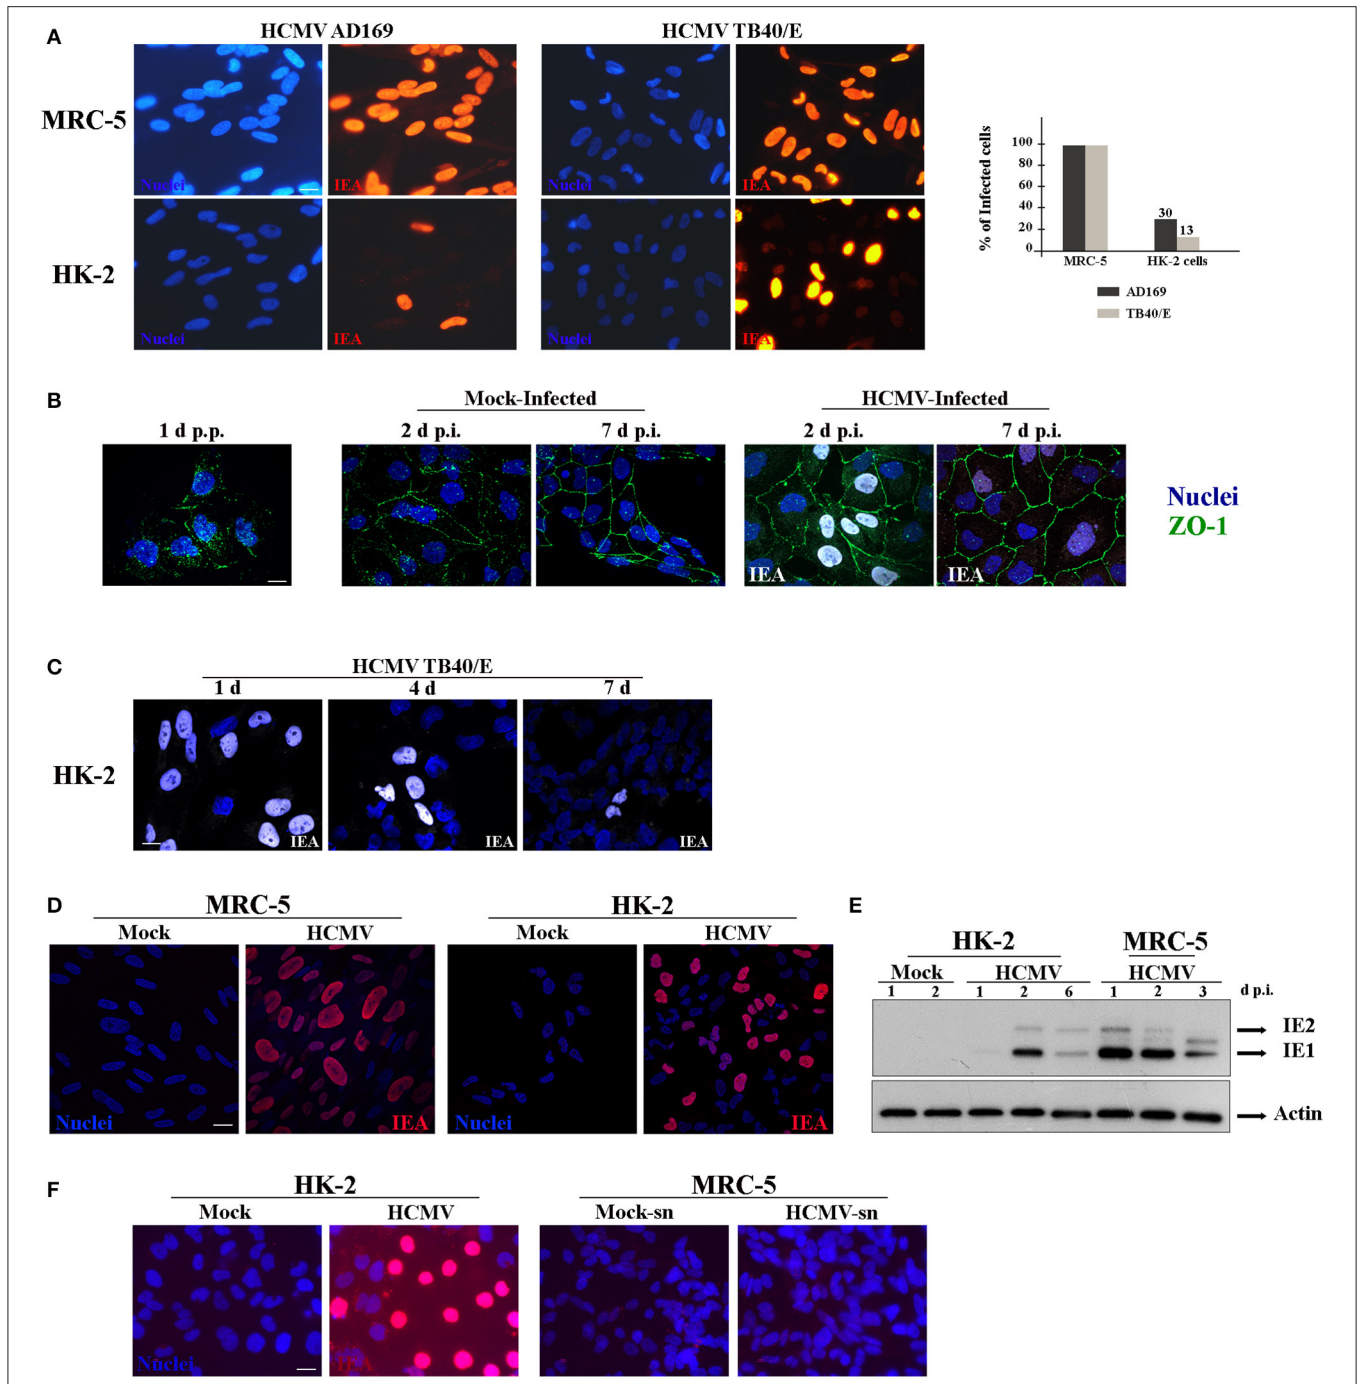 A
HCMV AD169
HCMV TB40/E
MRC-5
Nuclei
IEA
Nuclei
IEA
HK-2
Nuclei
IEA
Nuclei
IEA
% of Infected cells
100
80
60
40
20
0
30
13
MRC-5
HK-2 cells
AD169
TB40/E
B
Mock-Infected
HCMV-Infected
1 d p.p.
2 d p.i.
7 d p.i.
2 d p.i.
7 d p.i.
IEA
IEA
Nuclei
ZO-1
C
HCMV TB40/E
1 d
4 d
7 d
HK-2
IEA
IEA
IEA
D
MRC-5
HK-2
Mock
HCMV
Mock
HCMV
Nuclei
IEA
Nuclei
IEA
E
HK-2
MRC-5
Mock
HCMV
HCMV
1 2 1 2 6 1 2 3 d p.i.
IE2
IE1
Actin
F
HK-2
MRC-5
Mock
HCMV
Mock-sn
HCMV-sn
Nuclei
IEA